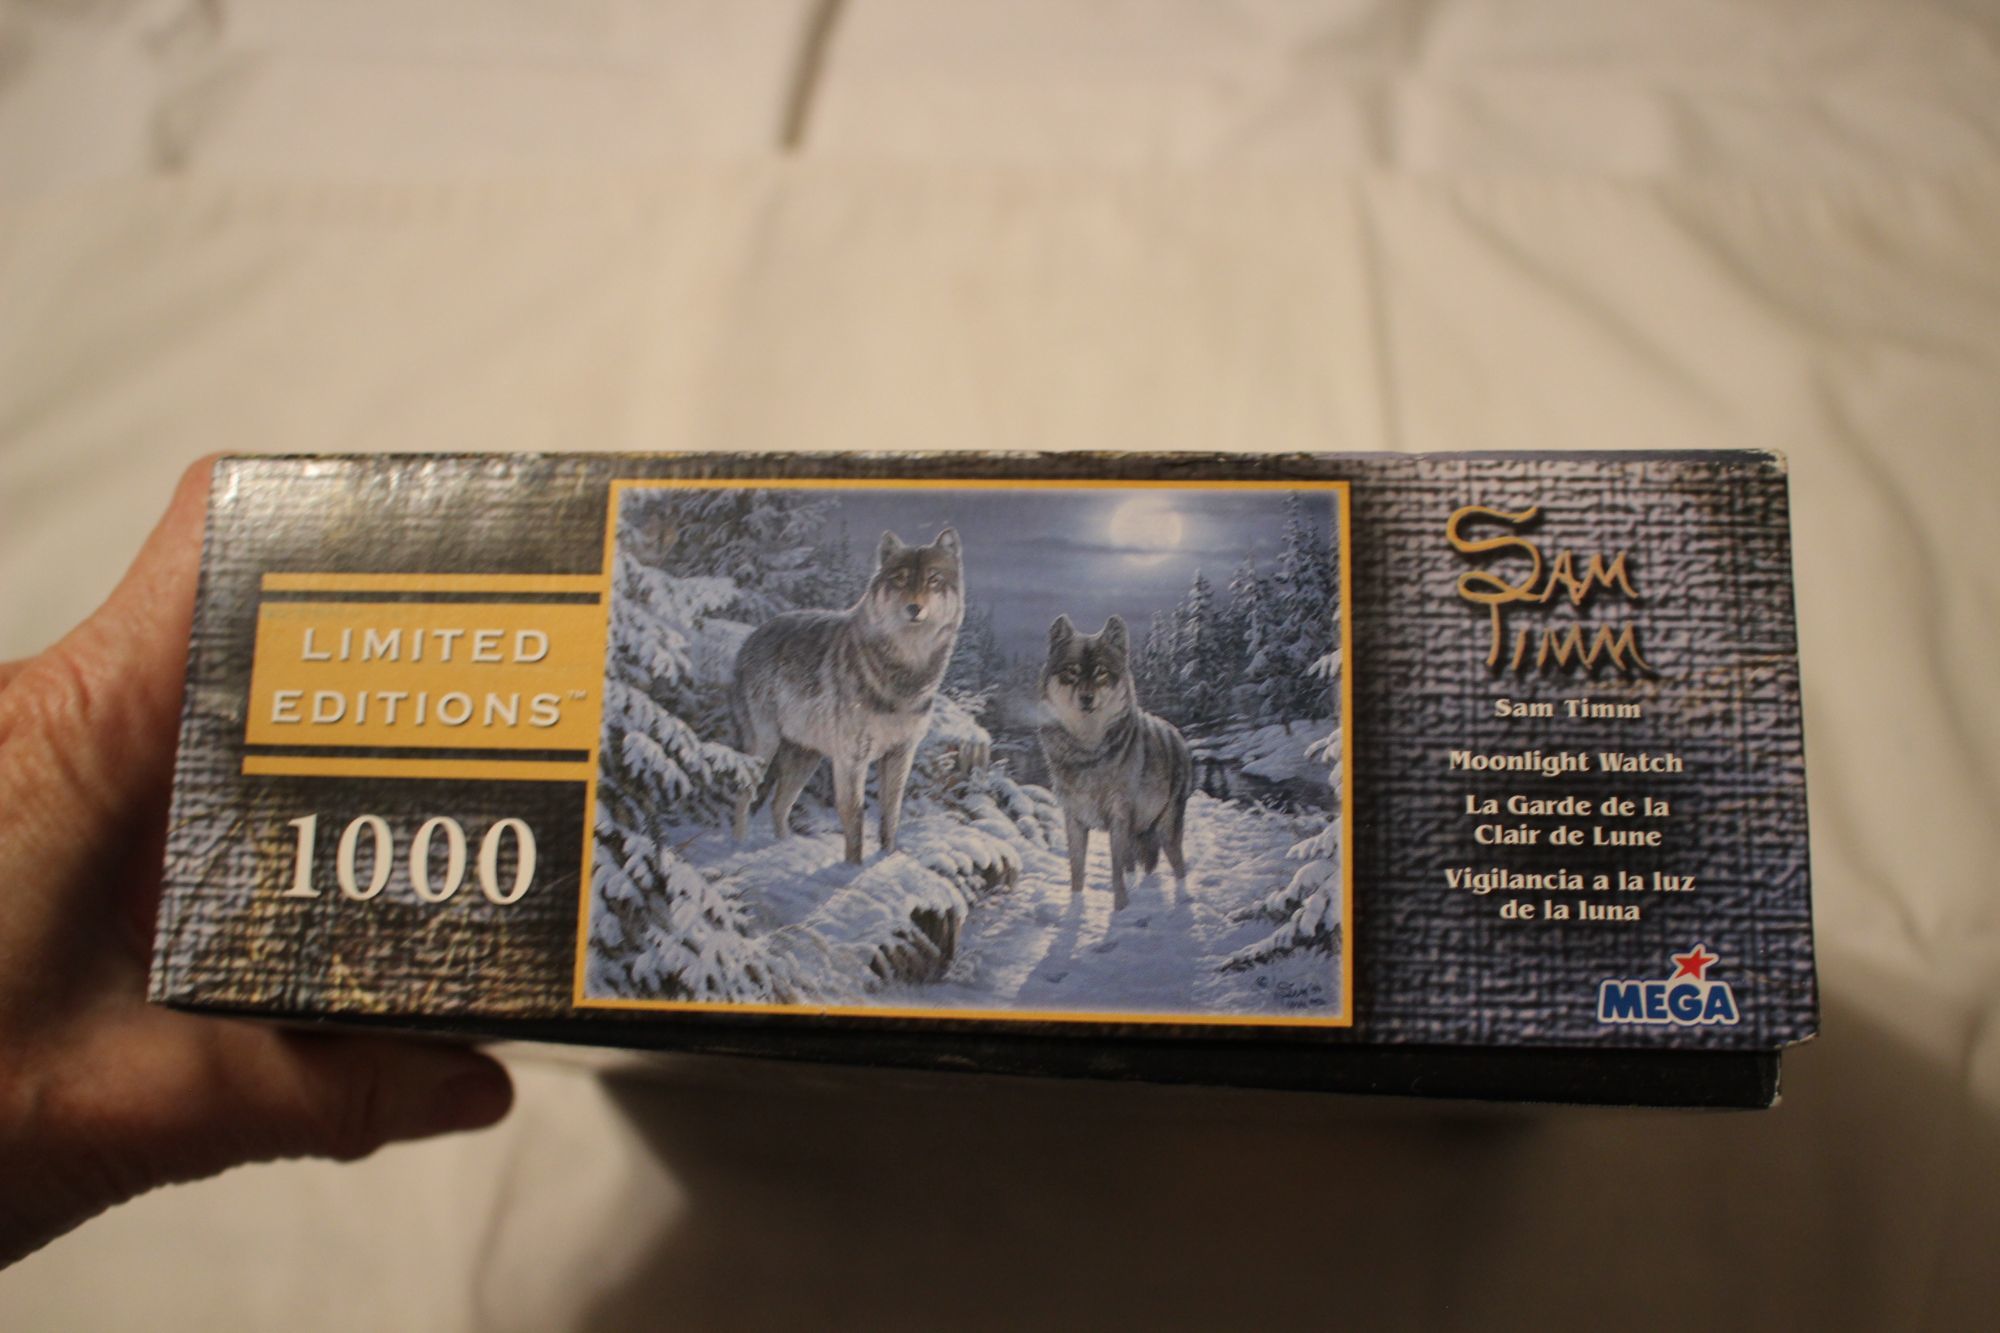 LIMITED
EDITIONS™
1000
SAM
TIMM
Sam Timm
Moonlight Watch
La Garde de la
Clair de Lune
Vigilancia a la luz
de la luna
MEGA